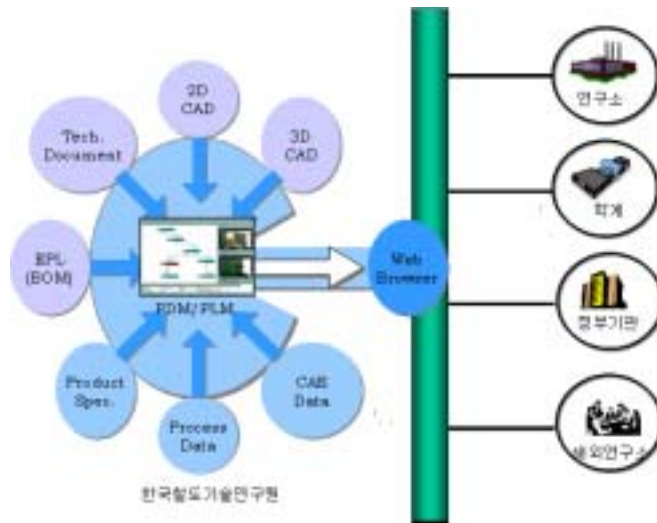 2D
CAD
Tech.
Document
3D
CAD
EPL
(BOM)
PDM/PLM
Web
Browser
Product
Spec.
Process
Data
CAE
Data
한국철도기술연구원
연구소
학계
정부기관
해외연구소